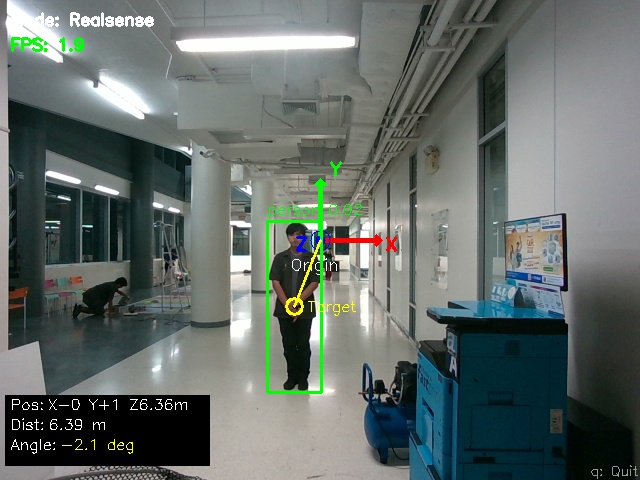 Mode: Realsense
FPS: 1.9
Y
Z
X
Origin
Target
Pos: X-0 Y+1 Z6.36m
Dist: 6.39 m
Angle: -2.1 deg
q: Quit